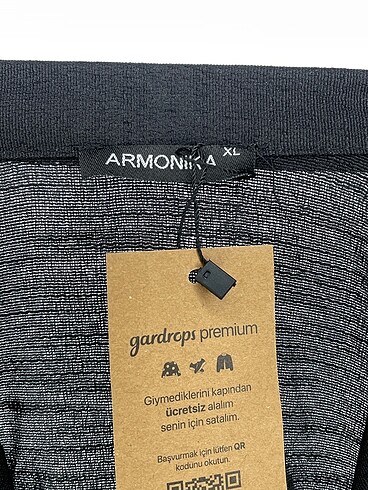 ARMONIKA XL
gardrops premium
Giymediklerini kapından
ücretsiz alalım
senin için satalım.
Başvurmak için lütfen QR
kodunu okutun.